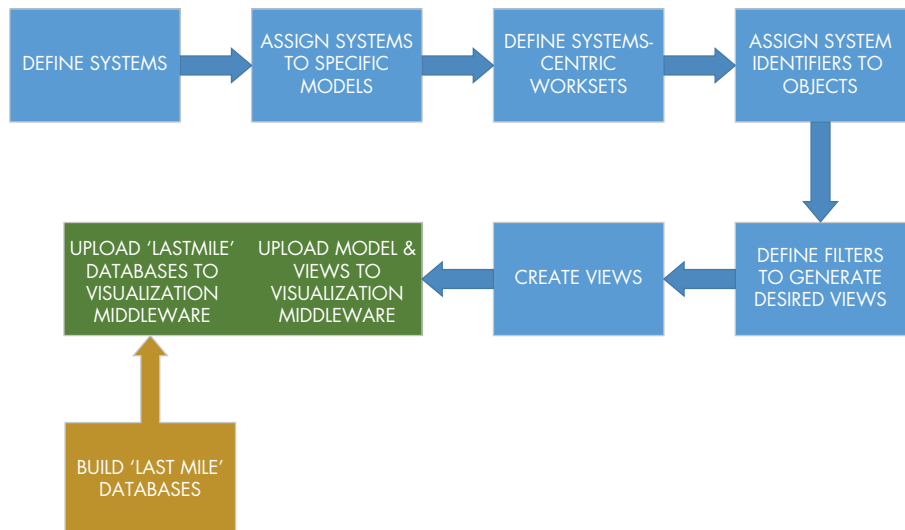 DEFINE SYSTEMS
ASSIGN SYSTEMS
TO SPECIFIC
MODELS
DEFINE SYSTEMS-
CENTRIC
WORKSETS
ASSIGN SYSTEM
IDENTIFIERS TO
OBJECTS
DEFINE FILTERS
TO GENERATE
DESIRED VIEWS
CREATE VIEWS
UPLOAD MODEL &
VIEWS TO
VISUALIZATION
MIDDLEWARE
UPLOAD ‘LASTMILE’
DATABASES TO
VISUALIZATION
MIDDLEWARE
BUILD ‘LAST MILE’
DATABASES